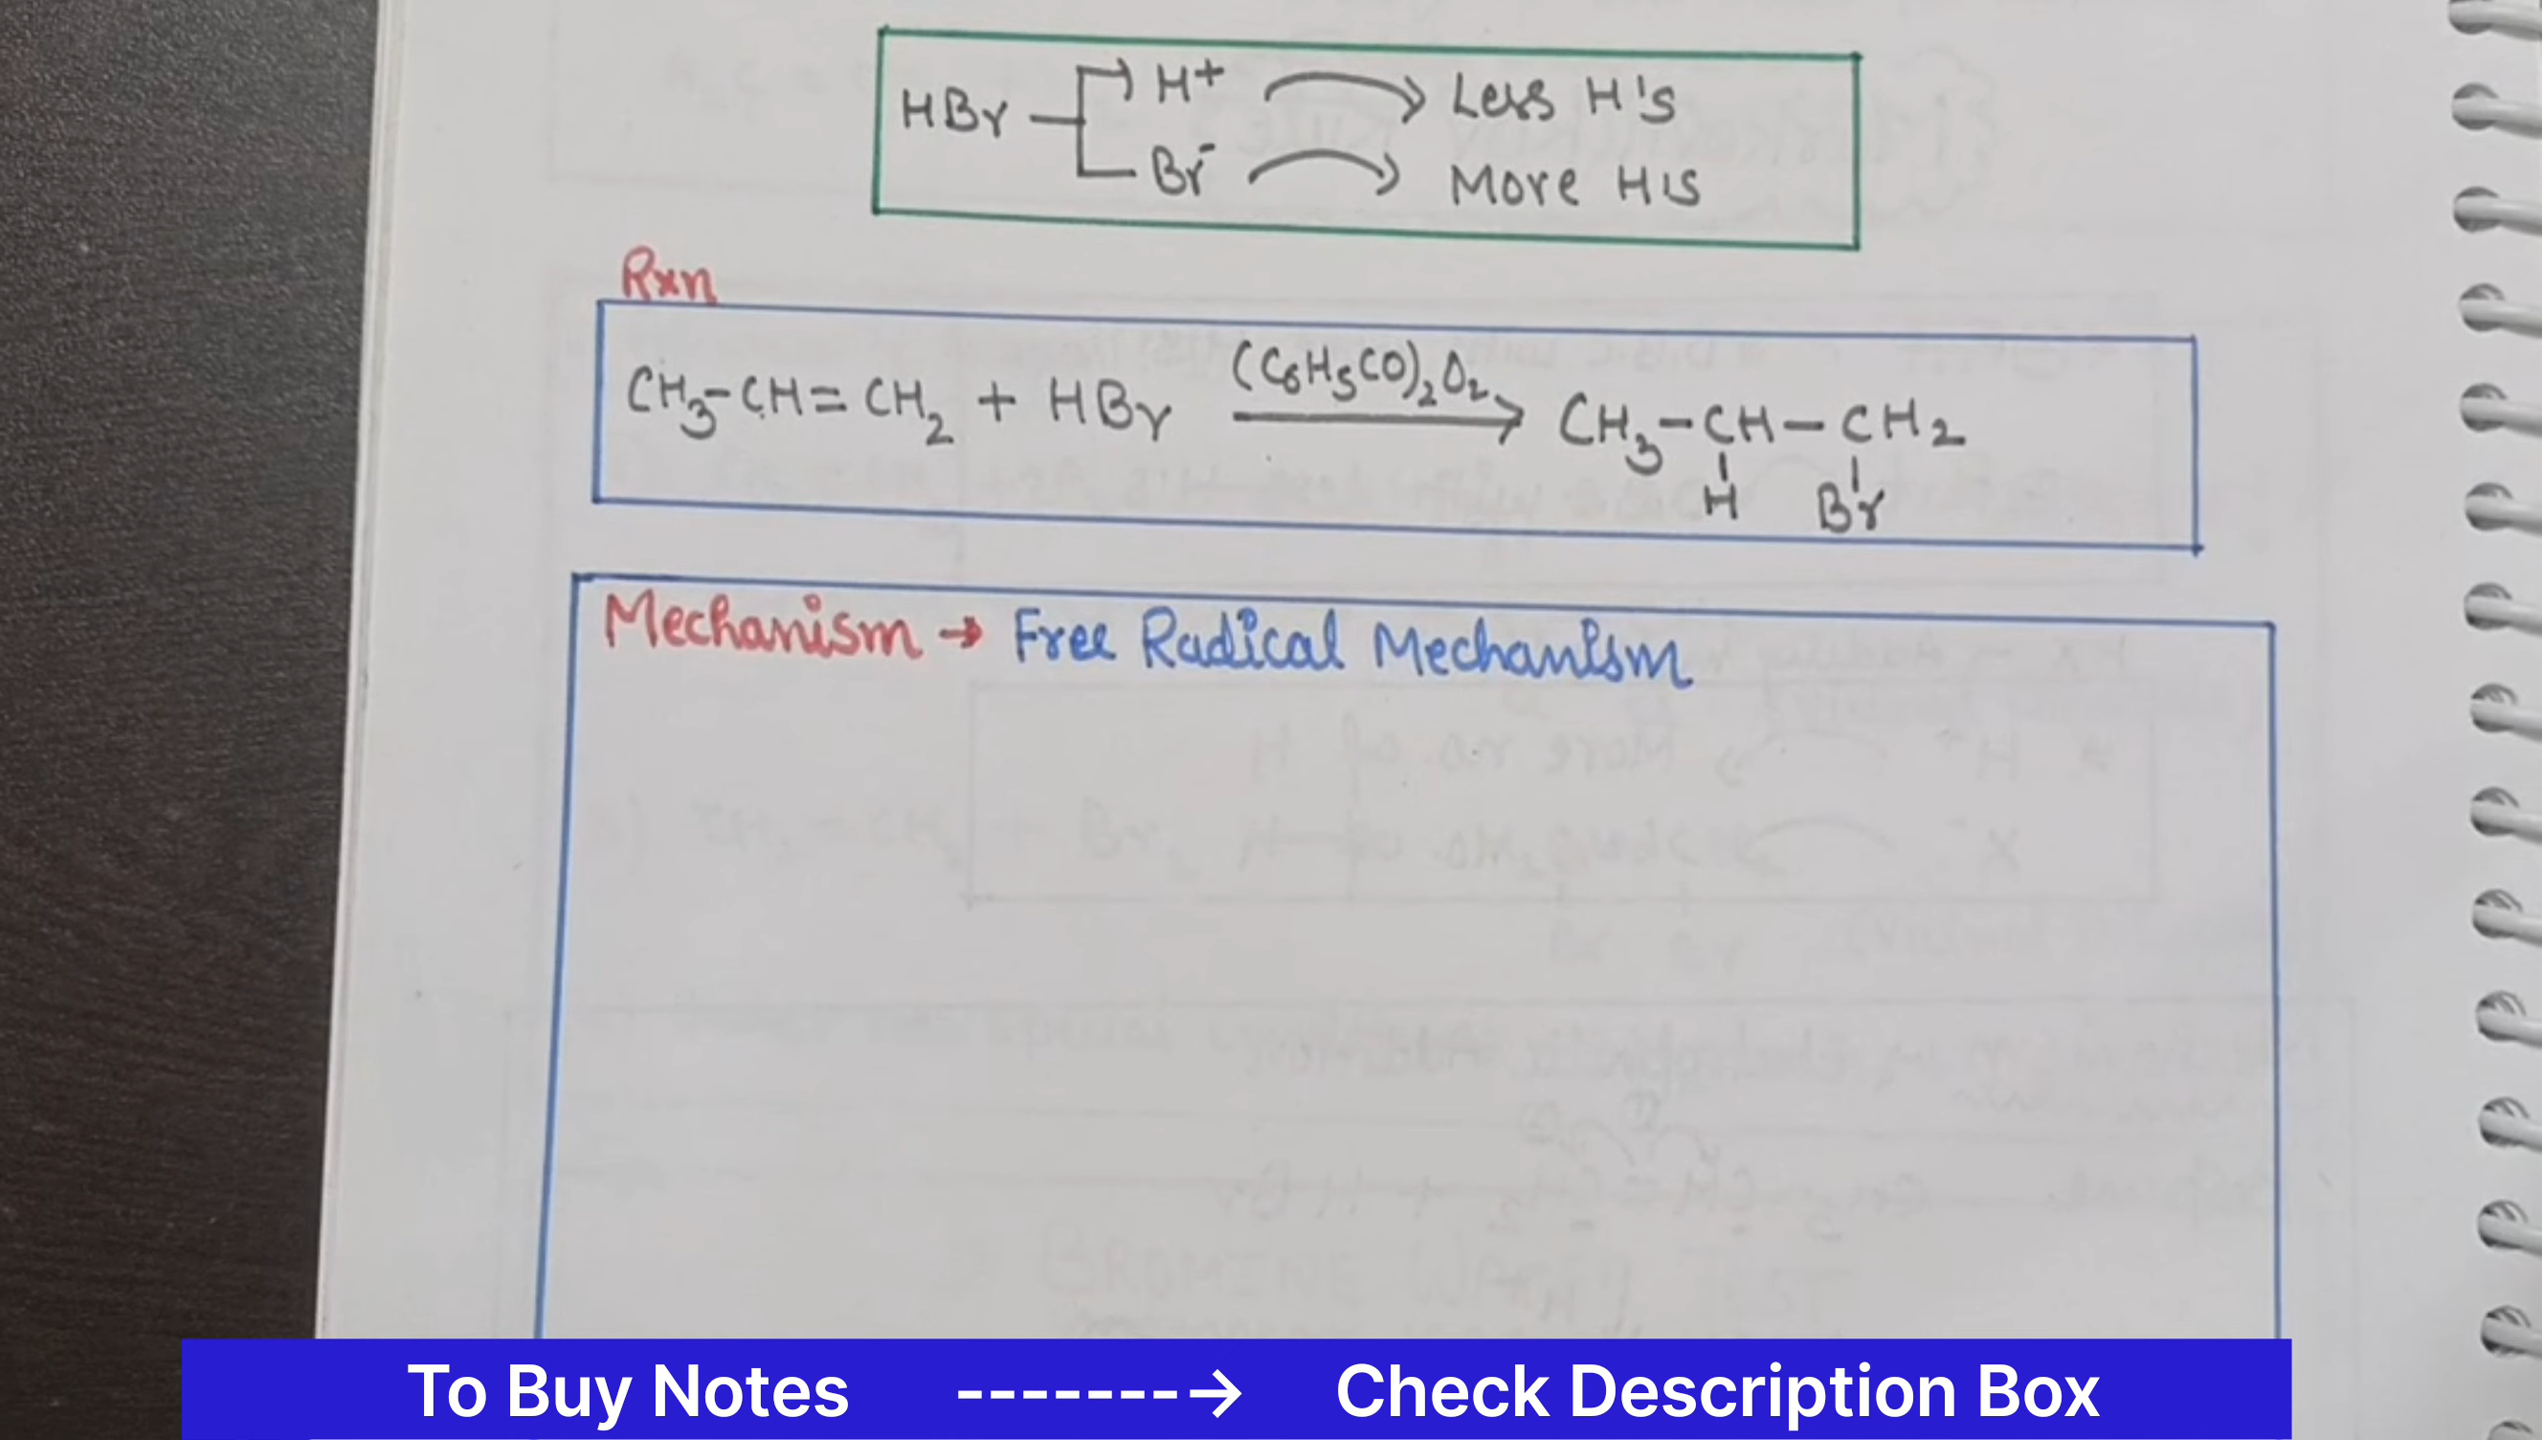 HBr H+ Less H's
Br- More H's
Rxn
CH3-CH=CH2 + HBr (C6H5CO)2O2 → CH3-CH-CH2
H Br
Mechanism → Free Radical Mechanism
To Buy Notes -------→ Check Description Box